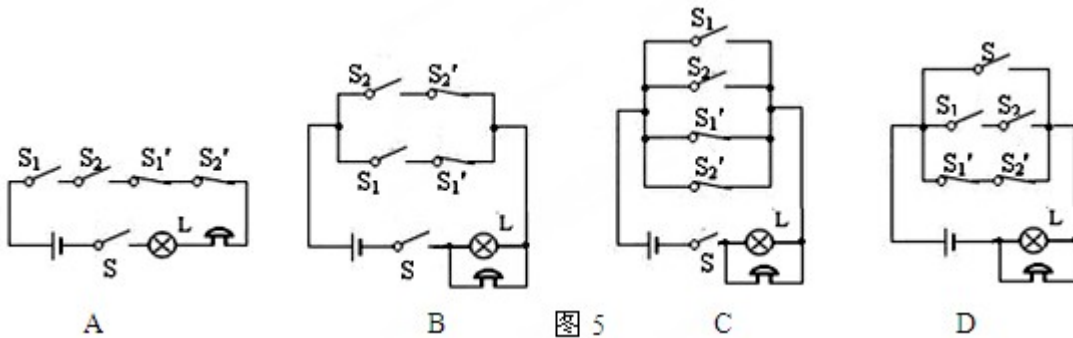 S₁ S₂ S₁′ S₂′
L
S
A
S₂ S₂′
S₁ S₁′
L
S
B
图 5
S₁
S₂
S₁′
S₂′
L
S
C
S
S₁ S₂
S₁′ S₂′
L
D